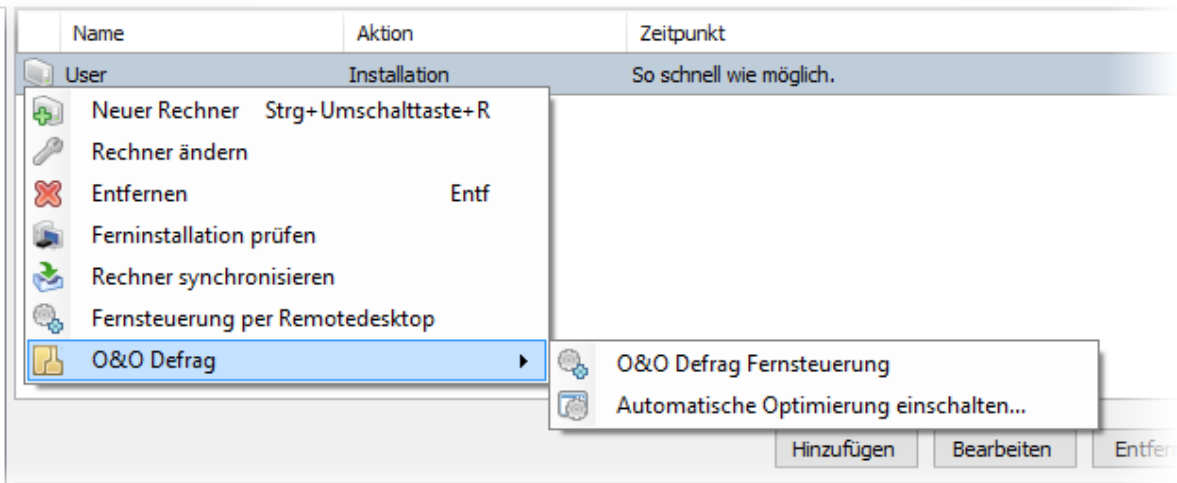 Name Aktion Zeitpunkt
User Installation So schnell wie möglich.
Neuer Rechner Strg+Umschalttaste+R
Rechner ändern
Entfernen Entf
Ferninstallation prüfen
Rechner synchronisieren
Fernsteuerung per Remotedesktop
O&O Defrag O&O Defrag Fernsteuerung
Automatische Optimierung einschalten...
Hinzufügen Bearbeiten